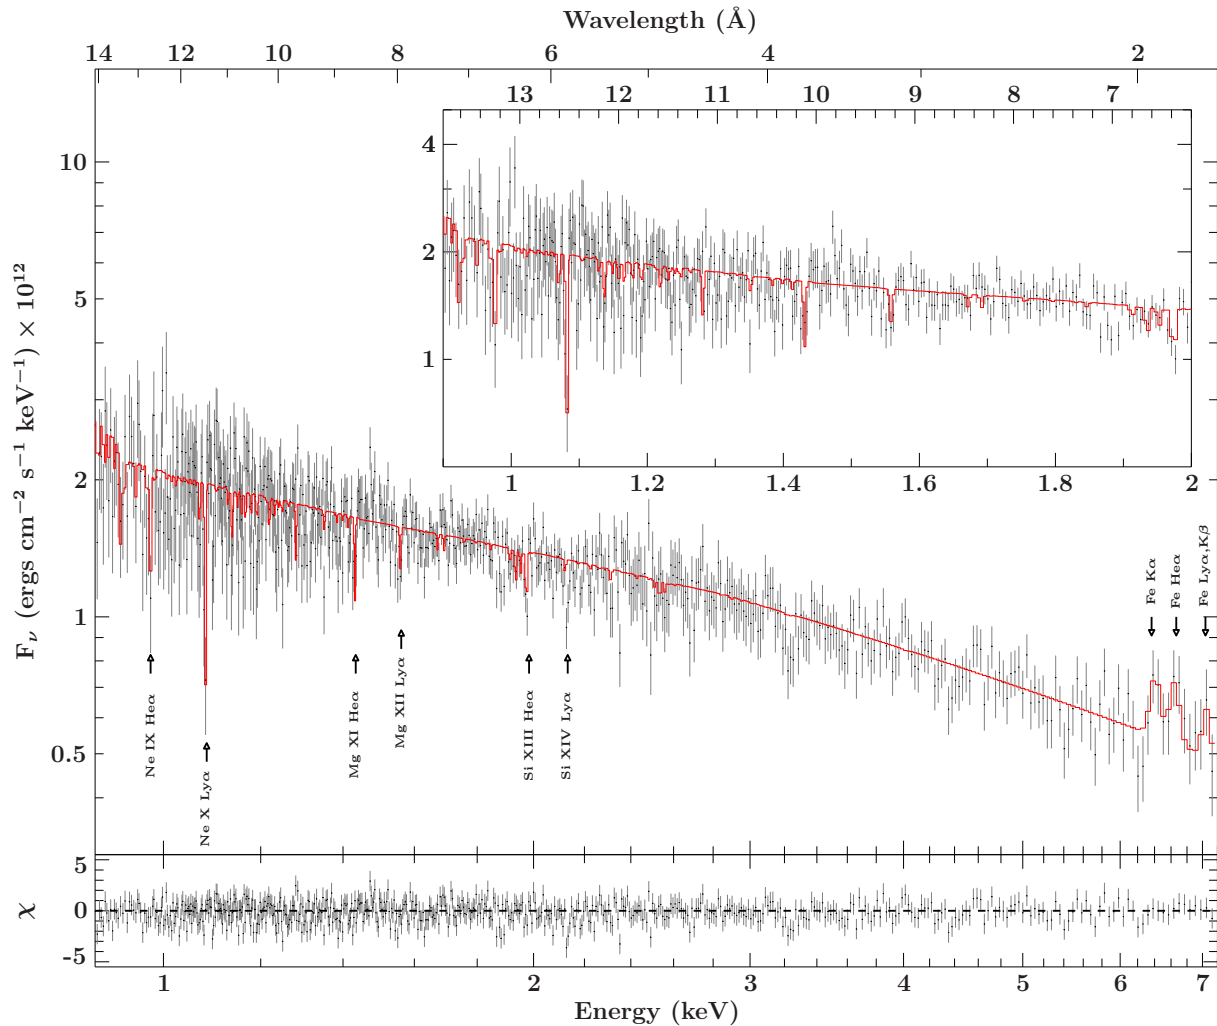 Wavelength (Å)
14 12 10 8 6 4 2
13 12 11 10 9 8 7
4
2
1
1 1.2 1.4 1.6 1.8 2
10
5
2
1
0.5
F_ν (ergs cm⁻² s⁻¹ keV⁻¹) × 10¹²
Ne IX Heα
Ne X Lyα
Mg XI Heα
Mg XII Lyα
Si XIII Heα
Si XIV Lyα
Fe Kα
Fe Heα
Fe Lyα,Kβ
5
0
-5
χ
1 2 3 4 5 6 7
Energy (keV)